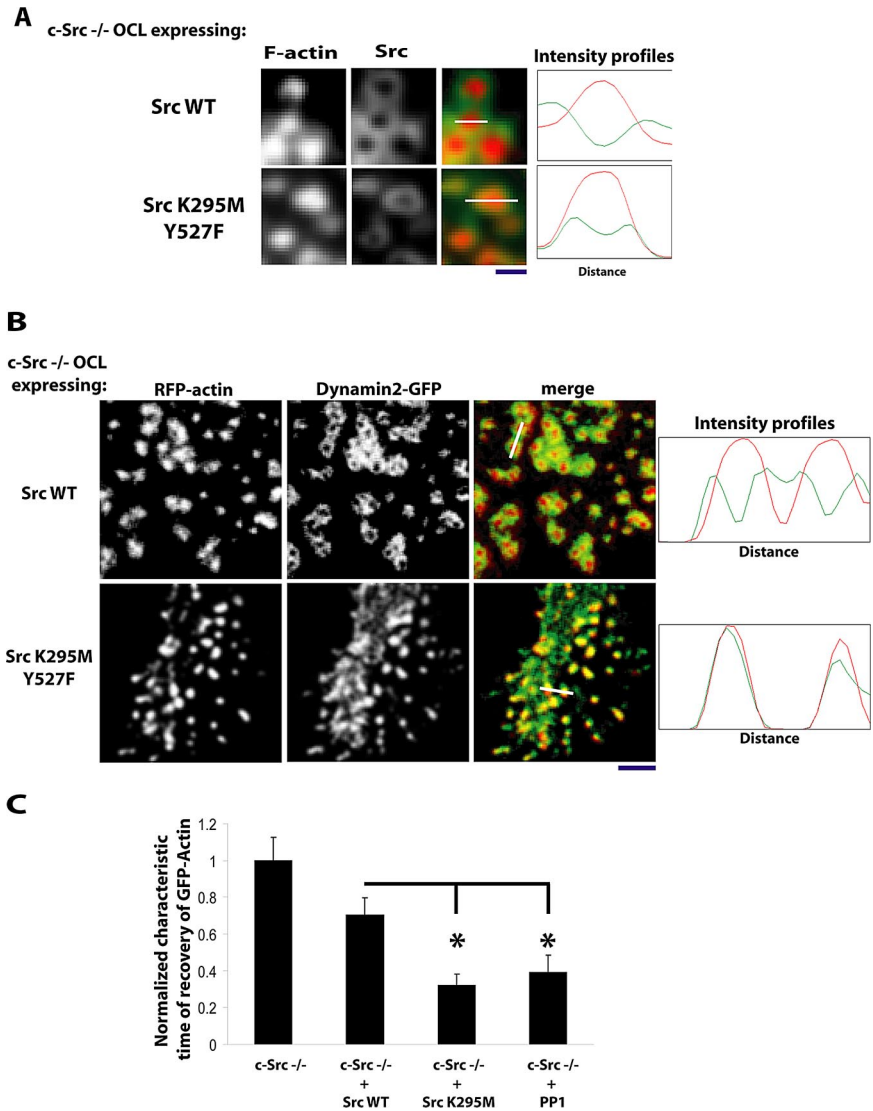 A
c-Src -/- OCL expressing:
F-actin
Src
Intensity profiles
Src WT
Src K295M
Y527F
Distance
B
c-Src -/- OCL
expressing:
RFP-actin
Dynamin2-GFP
merge
Intensity profiles
Src WT
Distance
Src K295M
Y527F
Distance
C
Normalized characteristic
time of recovery of GFP-Actin
1.2
1
0.8
0.6
0.4
0.2
0
* *
c-Src -/-
c-Src -/-
+
Src WT
c-Src -/-
+
Src K295M
c-Src -/-
+
PP1